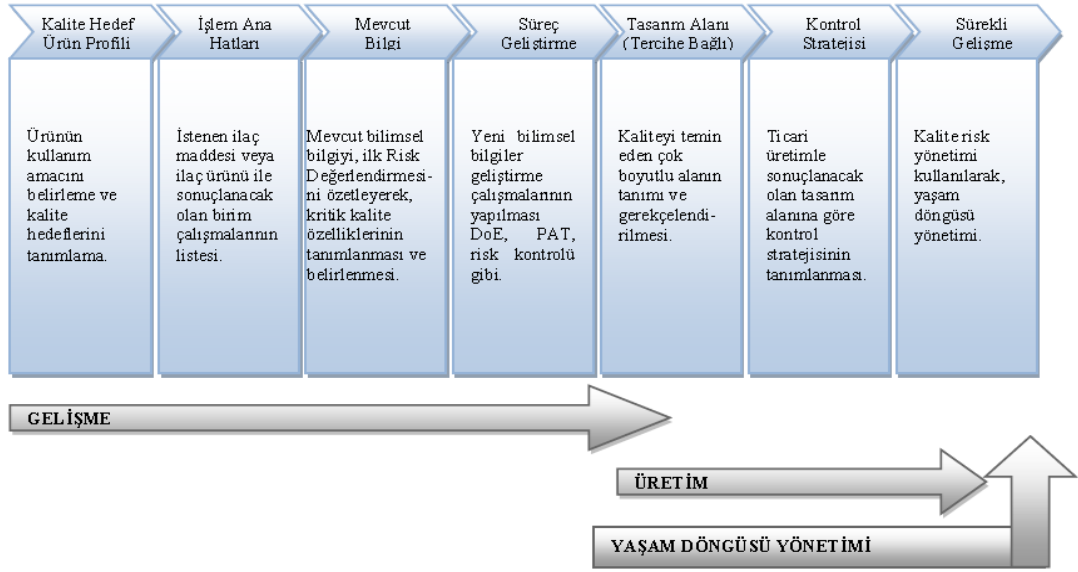 Kalite Hedef
Ürün Profili
İşlem Ana
Hatları
Mevcut
Bilgi
Süreç
Geliştirme
Tasarım Alanı
(Tercihe Bağlı)
Kontrol
Stratejisi
Sürekli
Gelişme
Ürünün
kullanım
amacını
belirleme ve
kalite
hedeflerini
tanımlama.
İstenen ilaç
maddesi veya
ilaç ürünü ile
sonuçlanacak
olan birim
çalışmalarının
listesi.
Mevcut bilimsel
bilgiyi, ilk Risk
Değerlendirmesi-
ni özetleyerek,
kritik kalite
özelliklerinin
tanımlanması ve
belirlenmesi.
Yeni bilimsel
bilgiler
geliştirme
çalışmalarının
yapılması
DoE, PAT,
risk kontrolü
gibi.
Kaliteyi temin
eden çok
boyutlu alanın
tanımı ve
gerekçelendi-
rilmesi.
Ticari
üretimle
sonuçlanacak
olan tasarım
alanına göre
kontrol
stratejisinin
tanımlanması.
Kalite risk
yönetimi
kullanılarak,
yaşam
döngüsü
yönetimi.
GELİŞME
ÜRETİM
YAŞAM DÖNGÜSÜ YÖNETİMİ